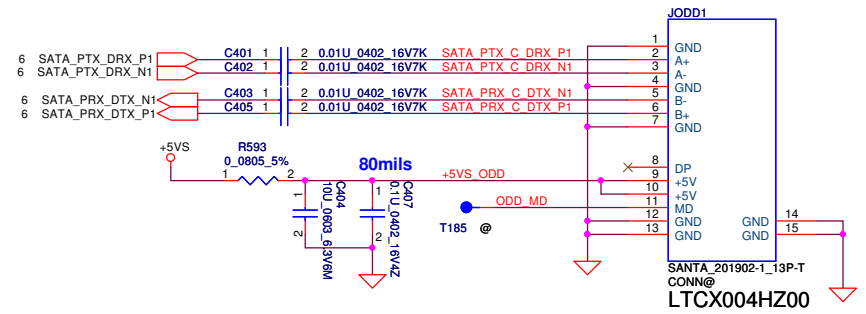 JODD1
1 GND
6 SATA_PTX_DRX_P1 C401 1 2 0.01U_0402_16V7K SATA_PTX_C_DRX_P1 2 A+
6 SATA_PTX_DRX_N1 C402 1 2 0.01U_0402_16V7K SATA_PTX_C_DRX_N1 3 A-
4 GND
6 SATA_PRX_DTX_N1 C403 1 2 0.01U_0402_16V7K SATA_PRX_C_DTX_N1 5 B-
6 SATA_PRX_DTX_P1 C405 1 2 0.01U_0402_16V7K SATA_PRX_C_DTX_P1 6 B+
7 GND
+5VS
R593
0_0805_5%
1 2
80mils
+5VS_ODD
8 DP
9 +5V
10 +5V
ODD_MD 11 MD
12 GND
13 GND
GND 14
GND 15
1 2 C404
10U_0603_6.3V6M
1 2 C407
0.1U_0402_16V4Z
T185 @
SANTA_201902-1_13P-T
CONN@
LTCX004HZ00